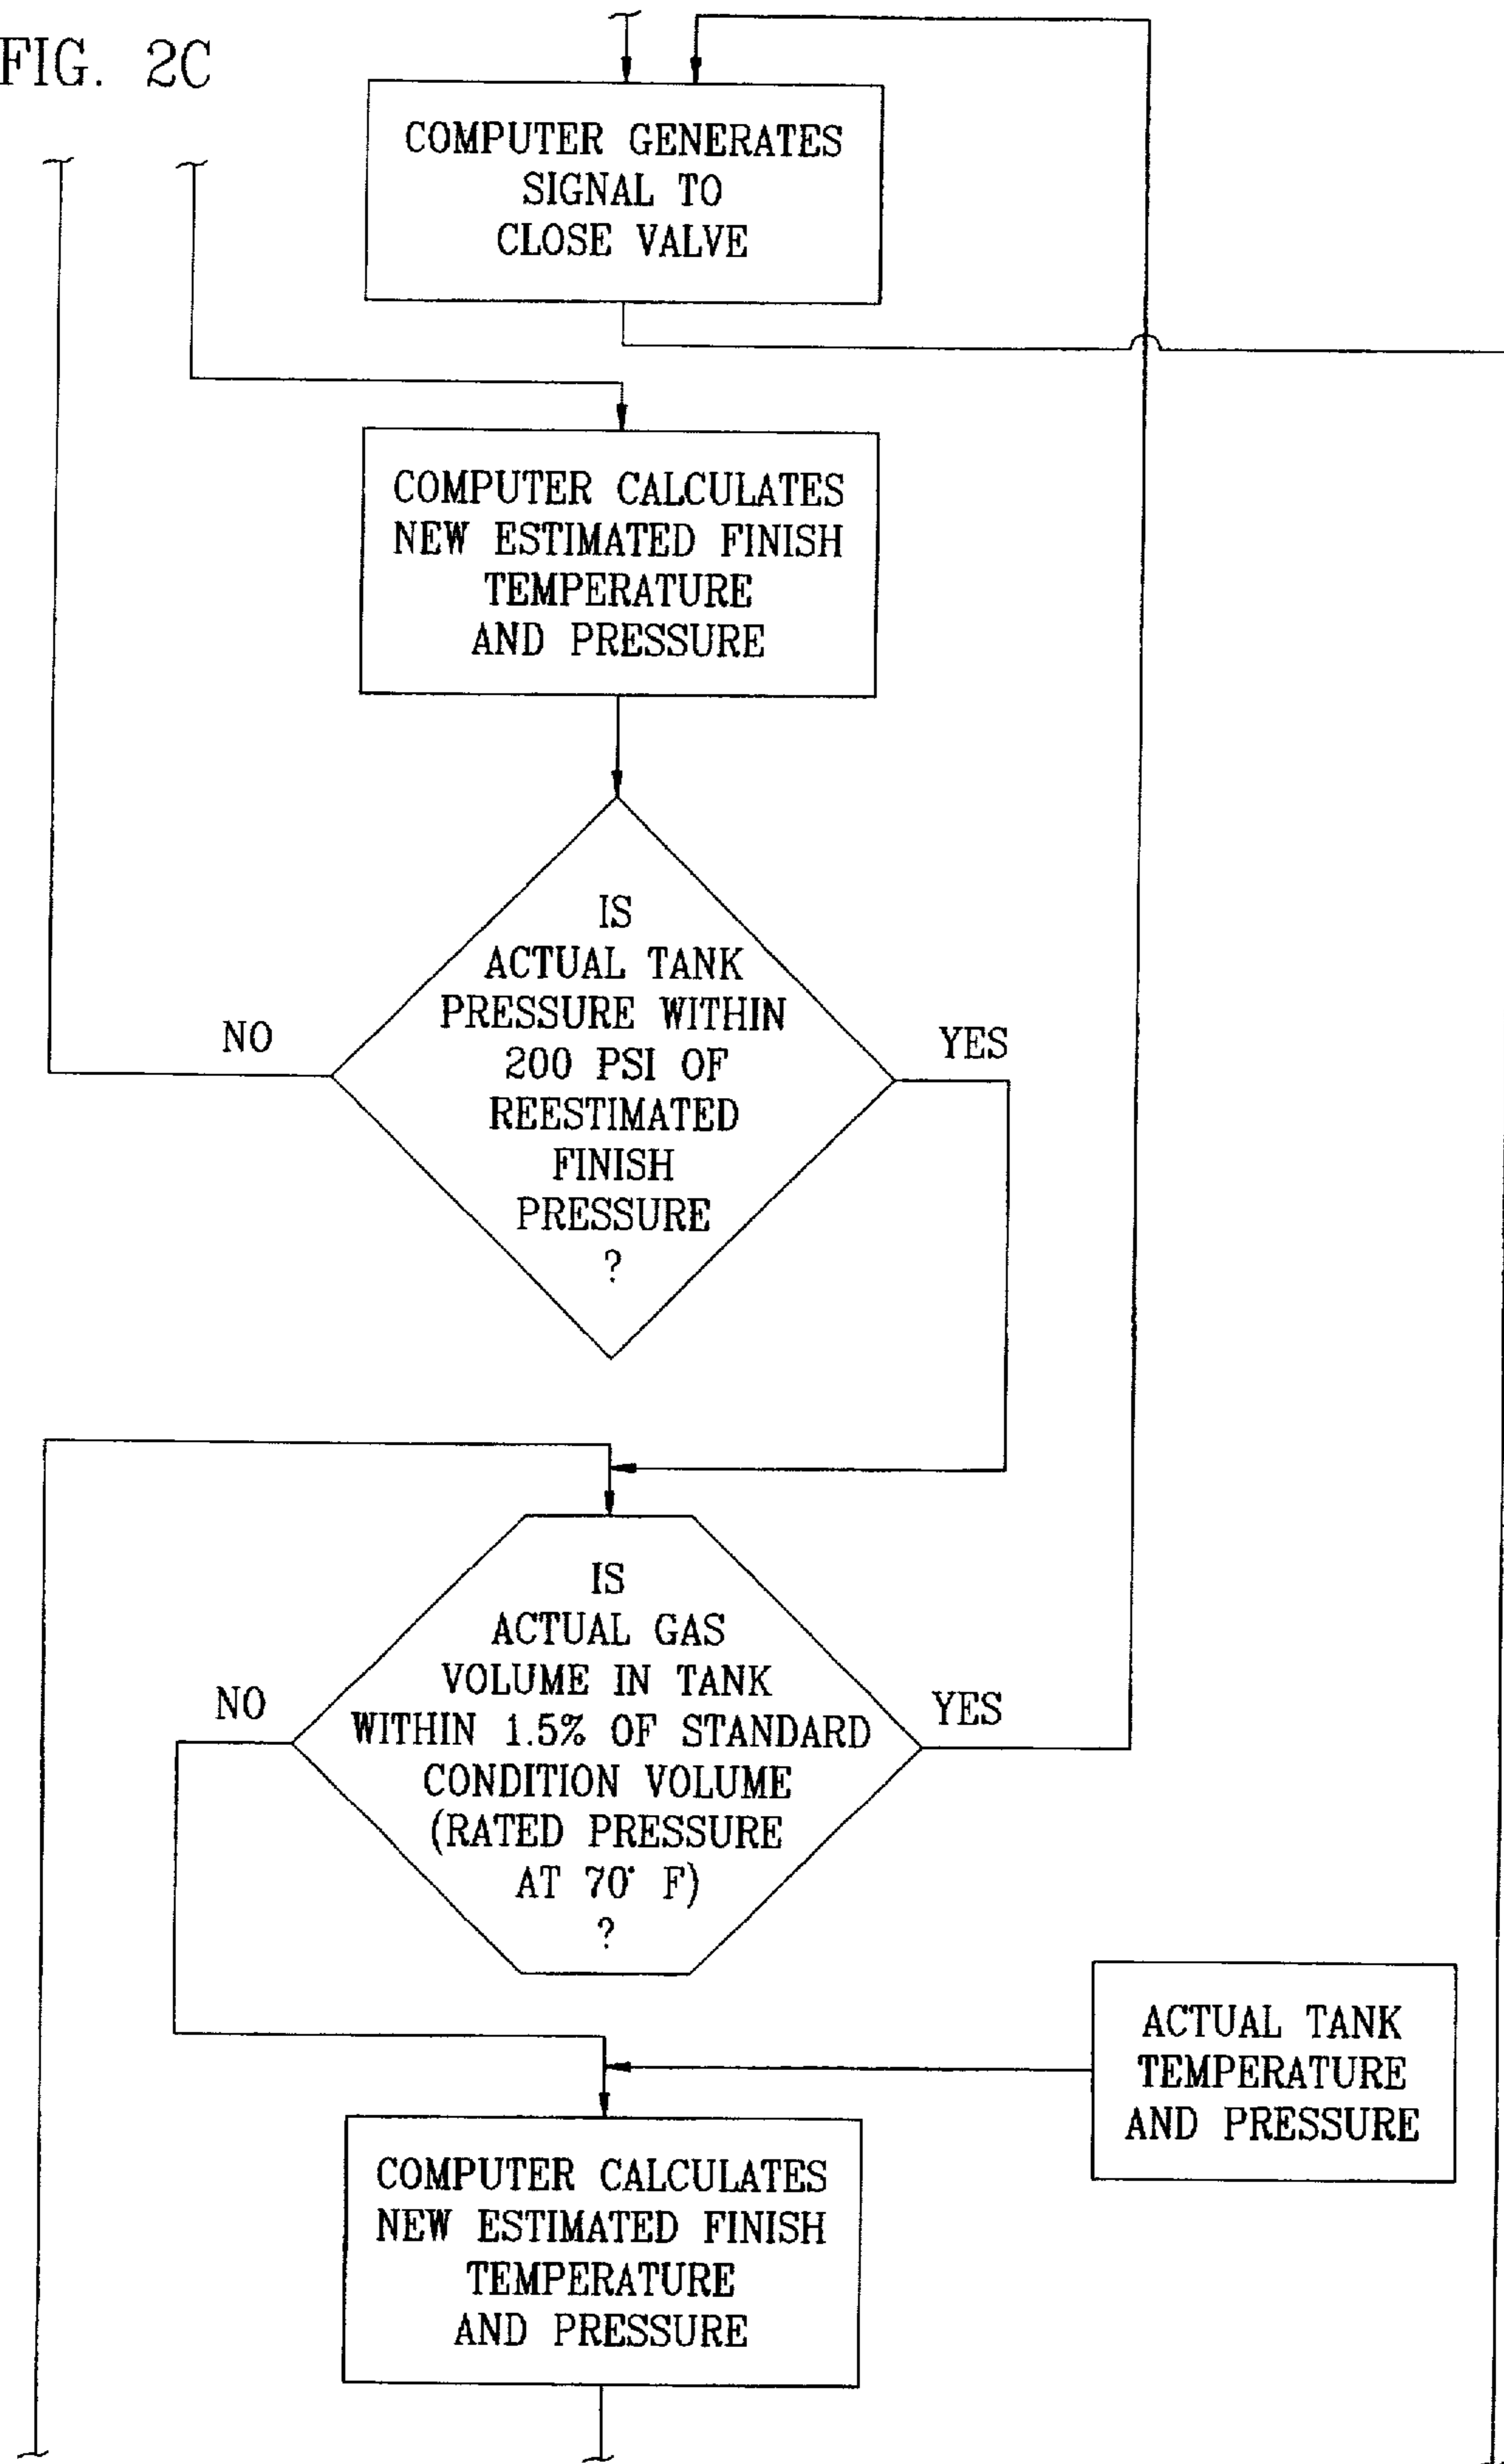 FIG. 2C
COMPUTER GENERATES
SIGNAL TO
CLOSE VALVE
COMPUTER CALCULATES
NEW ESTIMATED FINISH
TEMPERATURE
AND PRESSURE
IS
ACTUAL TANK
PRESSURE WITHIN
200 PSI OF
REESTIMATED
FINISH
PRESSURE
?
NO
YES
IS
ACTUAL GAS
VOLUME IN TANK
WITHIN 1.5% OF STANDARD
CONDITION VOLUME
(RATED PRESSURE
AT 70° F)
?
NO
YES
ACTUAL TANK
TEMPERATURE
AND PRESSURE
COMPUTER CALCULATES
NEW ESTIMATED FINISH
TEMPERATURE
AND PRESSURE